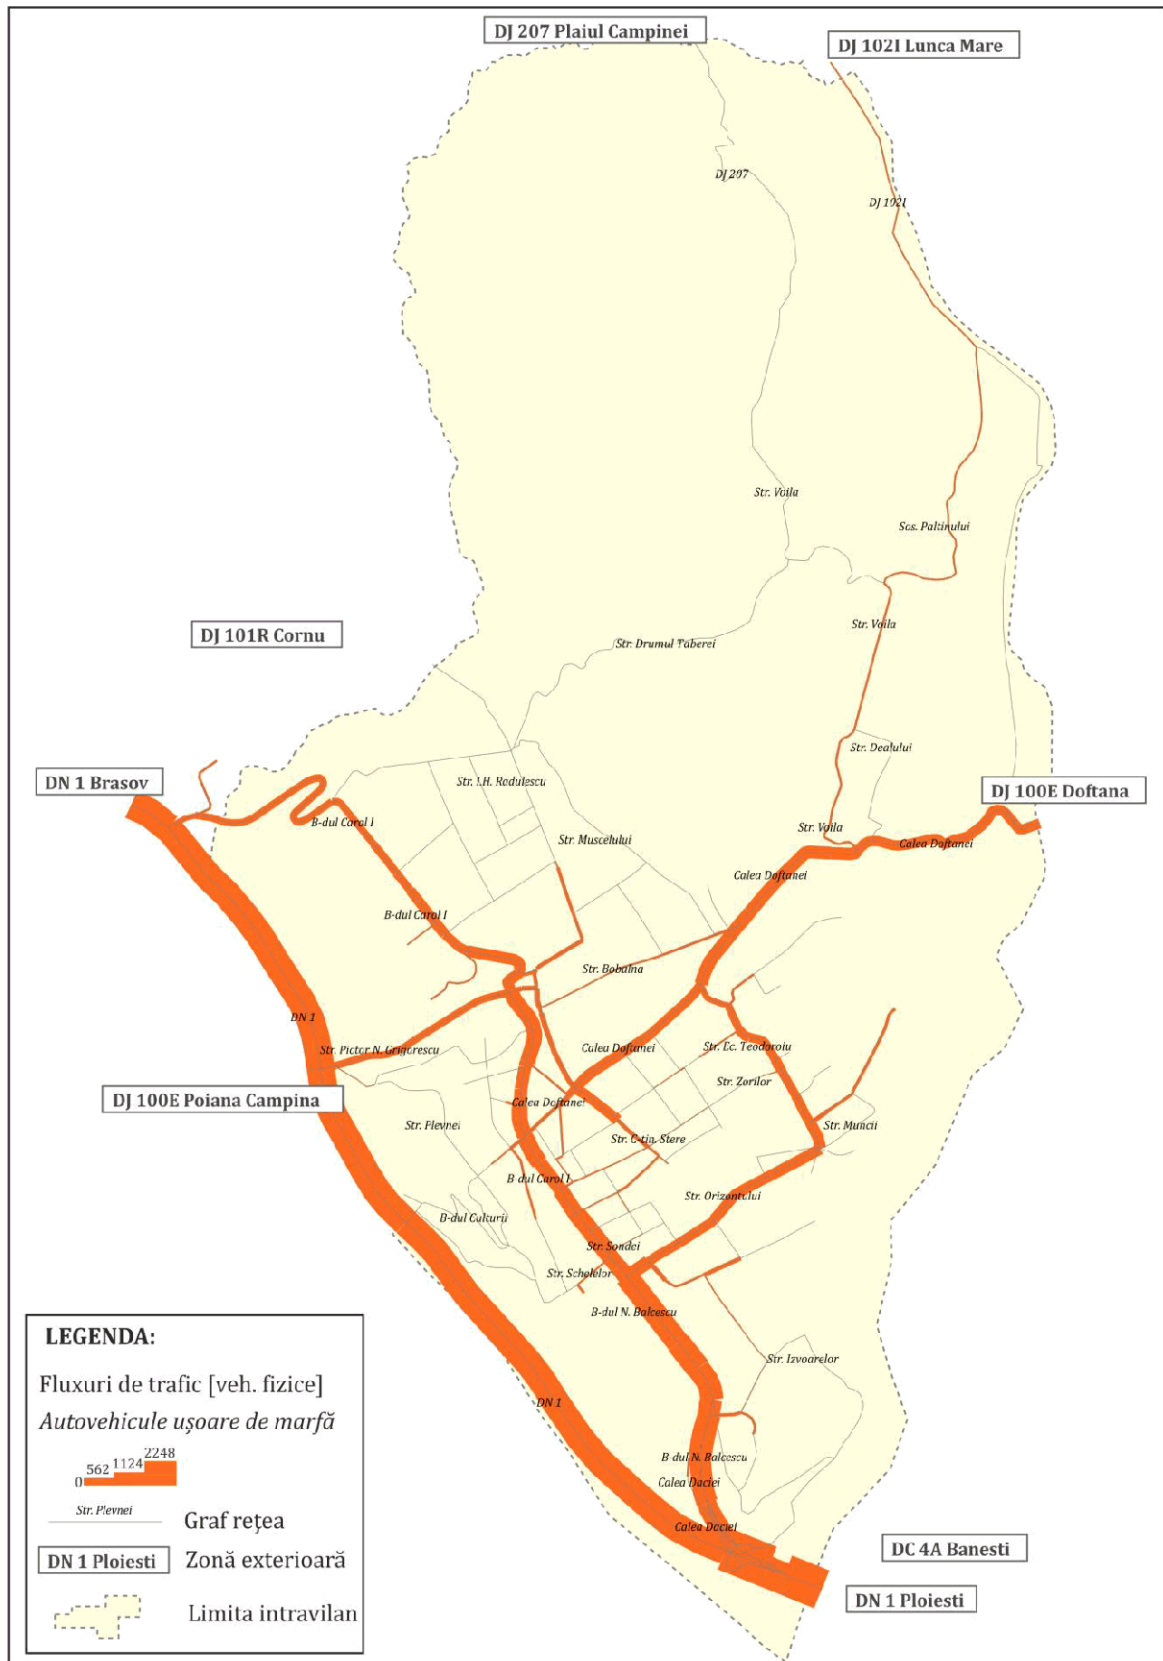 DJ 207 Plaiul Campinei
DJ 102I Lunca Mare
DJ 207
DJ 102I
Str. Voila
Sos. Paltinului
Str. Voila
DJ 101R Cornu
Str. Drumul Taberei
Str. Dealului
DN 1 Brasov
Str. I.H. Radulescu
DJ 100E Doftana
B-dul Carol I
Str. Muscelului
Str. Voila
Calea Doftanei
Calea Doftanei
B-dul Carol I
Str. Bobalna
DN 1
Str. Pictor N. Grigorescu
Calea Doftanei
Str. Ec. Teodoroiu
Str. Zorilor
DJ 100E Poiana Campina
Calea Doftanei
Str. Plevnei
Str. C-tin. Stere
Str. Muncii
B-dul Carol I
Str. Orizontului
B-dul Culturii
Str. Sondei
Str. Schelelor
B-dul N. Balcescu
Str. Izvoarelor
DN 1
B-dul N. Balcescu
Calea Daciei
Calea Daciei
DC 4A Banesti
DN 1 Ploiesti
LEGENDA:
Fluxuri de trafic [veh. fizice]
Autovehicule ușoare de marfă
0 562 1124 2248
Str. Plevnei
Graf rețea
DN 1 Ploiesti
Zonă exterioară
Limita intravilan